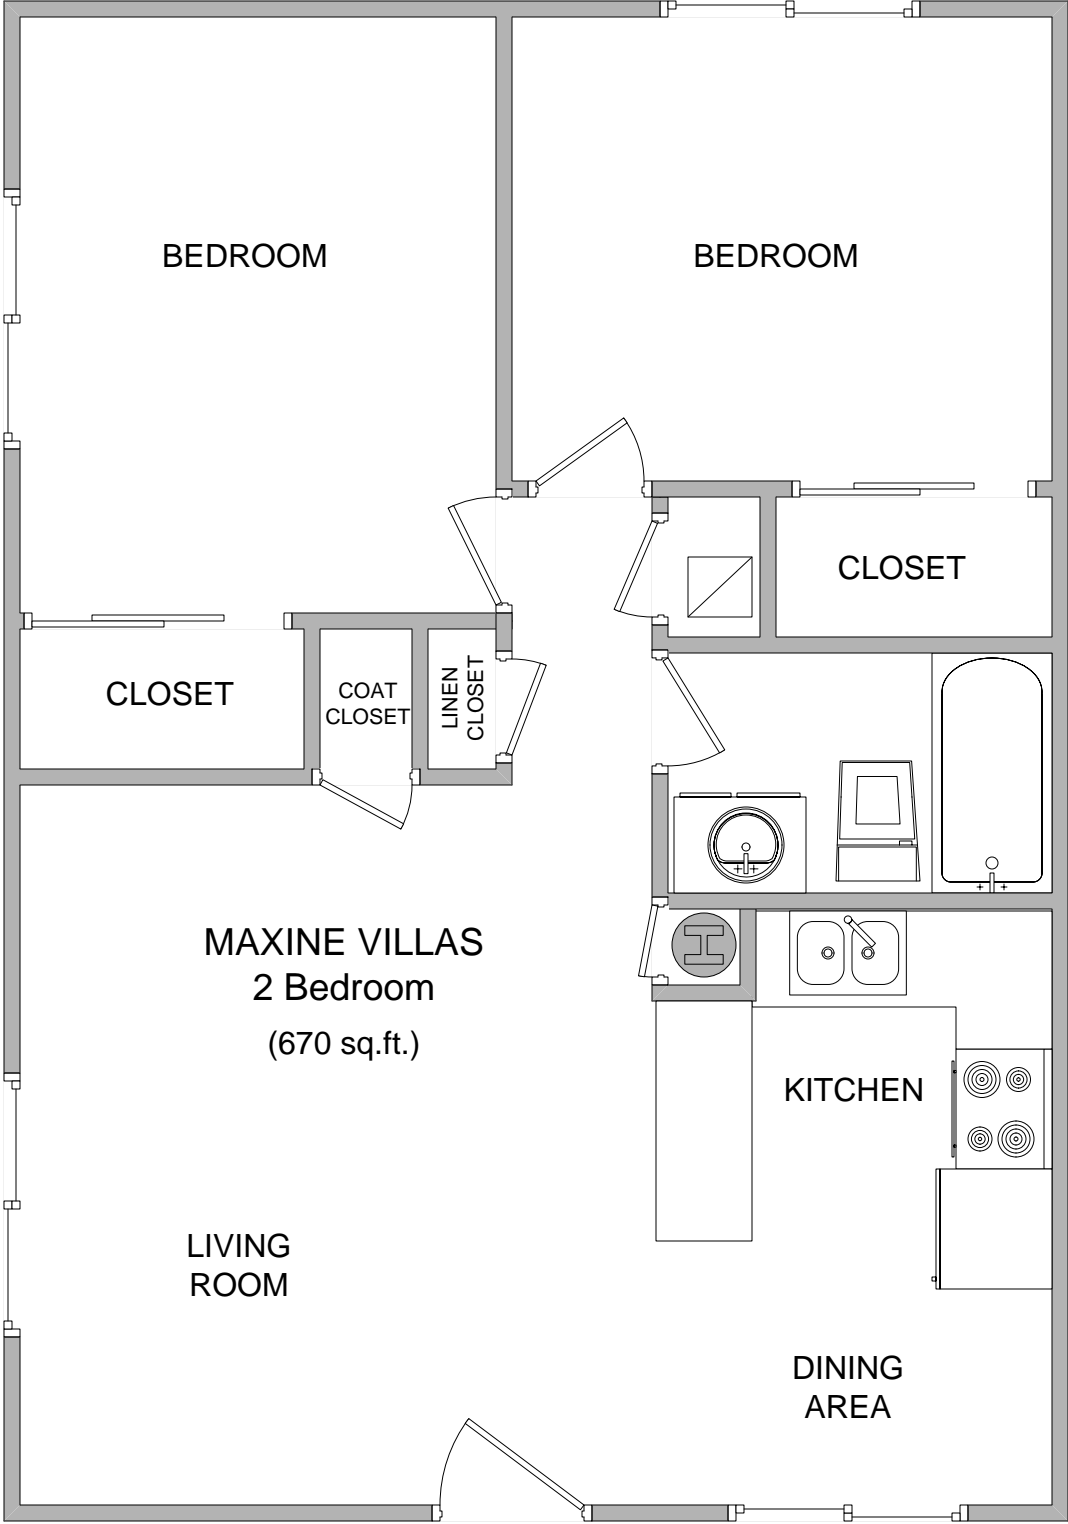 BEDROOM
BEDROOM
CLOSET
CLOSET
COAT
CLOSET
LINEN
CLOSET
MAXINE VILLAS
2 Bedroom
(670 sq.ft.)
H
KITCHEN
LIVING
ROOM
DINING
AREA